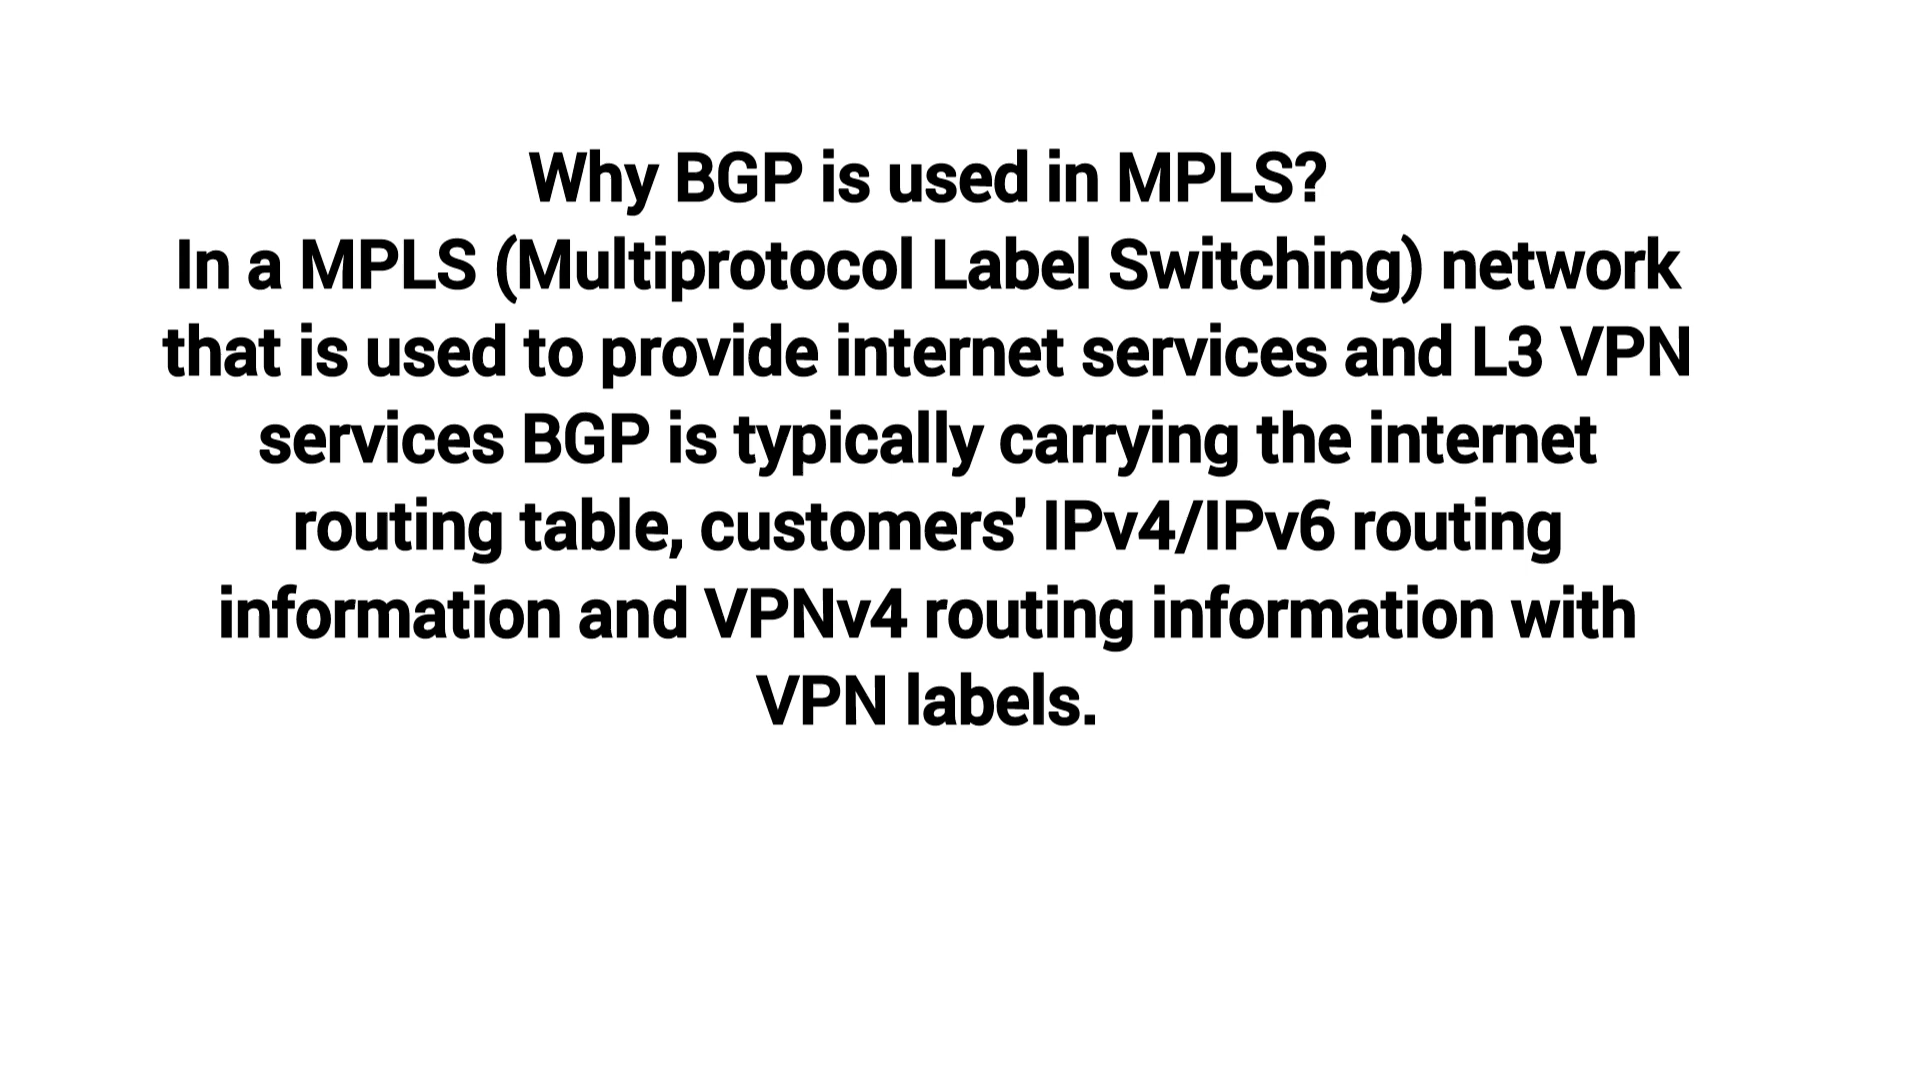 Why BGP is used in MPLS?
In a MPLS (Multiprotocol Label Switching) network
that is used to provide internet services and L3 VPN
services BGP is typically carrying the internet
routing table, customers' IPv4/IPv6 routing
information and VPNv4 routing information with
VPN labels.